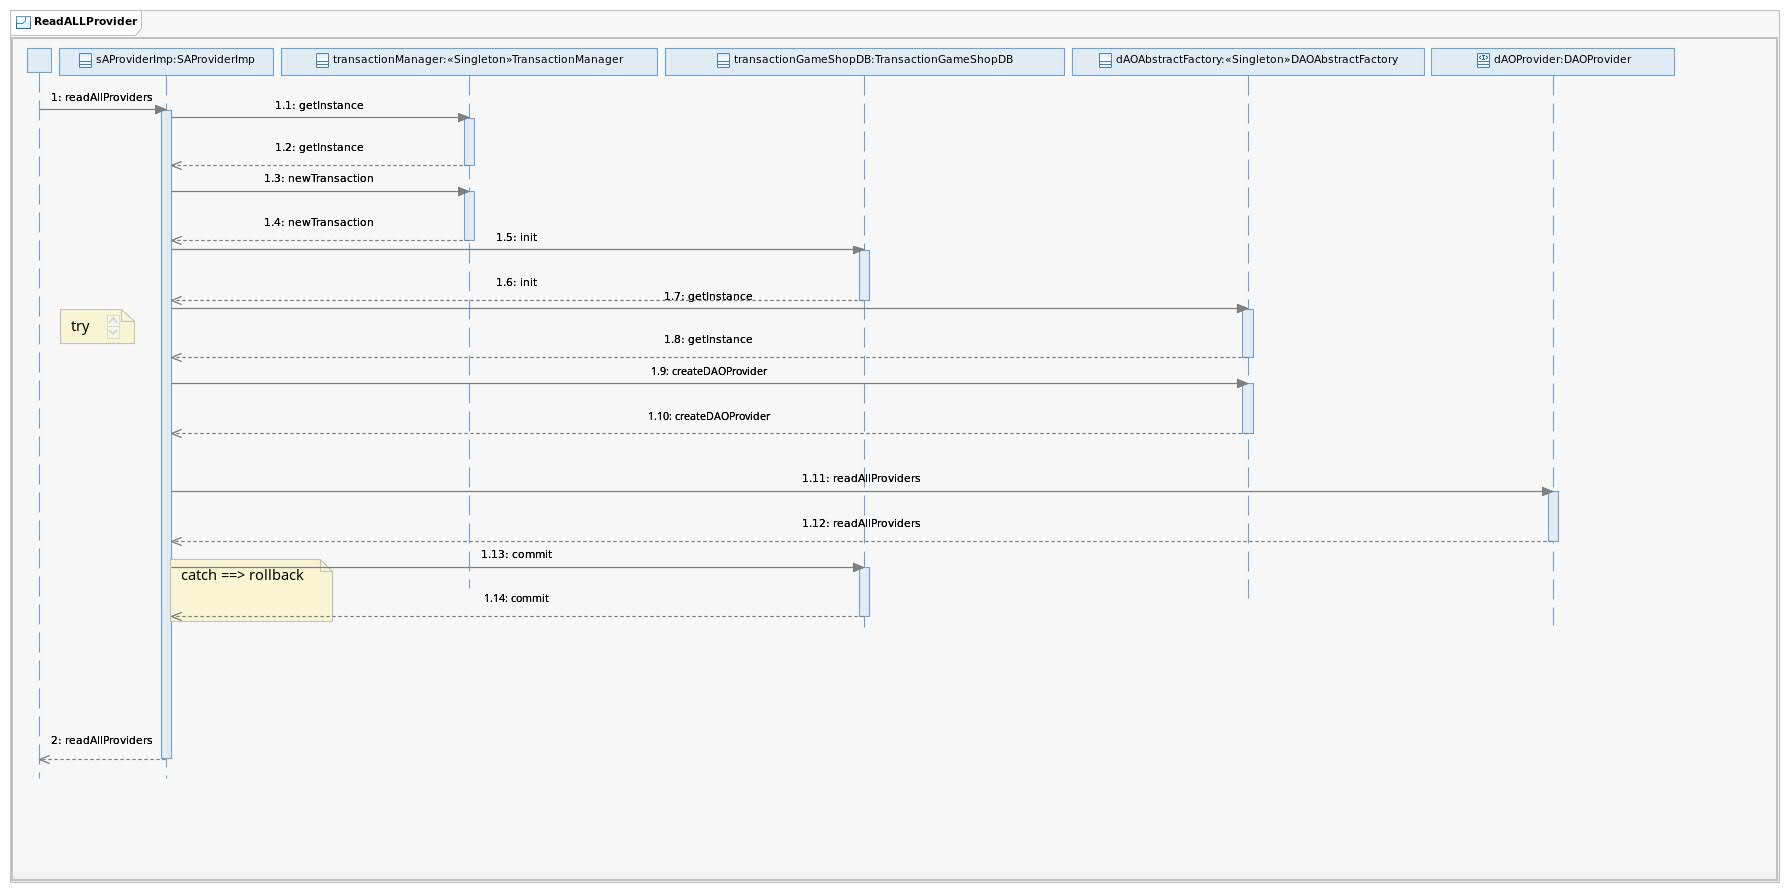 ReadALLProvider
sAProviderImp:SAProviderImp
transactionManager:«Singleton»TransactionManager
transactionGameShopDB:TransactionGameShopDB
dAOAbstractFactory:«Singleton»DAOAbstractFactory
dAOProvider:DAOProvider
1: readAllProviders
1.1: getInstance
1.2: getInstance
1.3: newTransaction
1.4: newTransaction
1.5: init
1.6: init
1.7: getInstance
try
1.8: getInstance
1.9: createDAOProvider
1.10: createDAOProvider
1.11: readAllProviders
1.12: readAllProviders
1.13: commit
catch ==> rollback
1.14: commit
2: readAllProviders